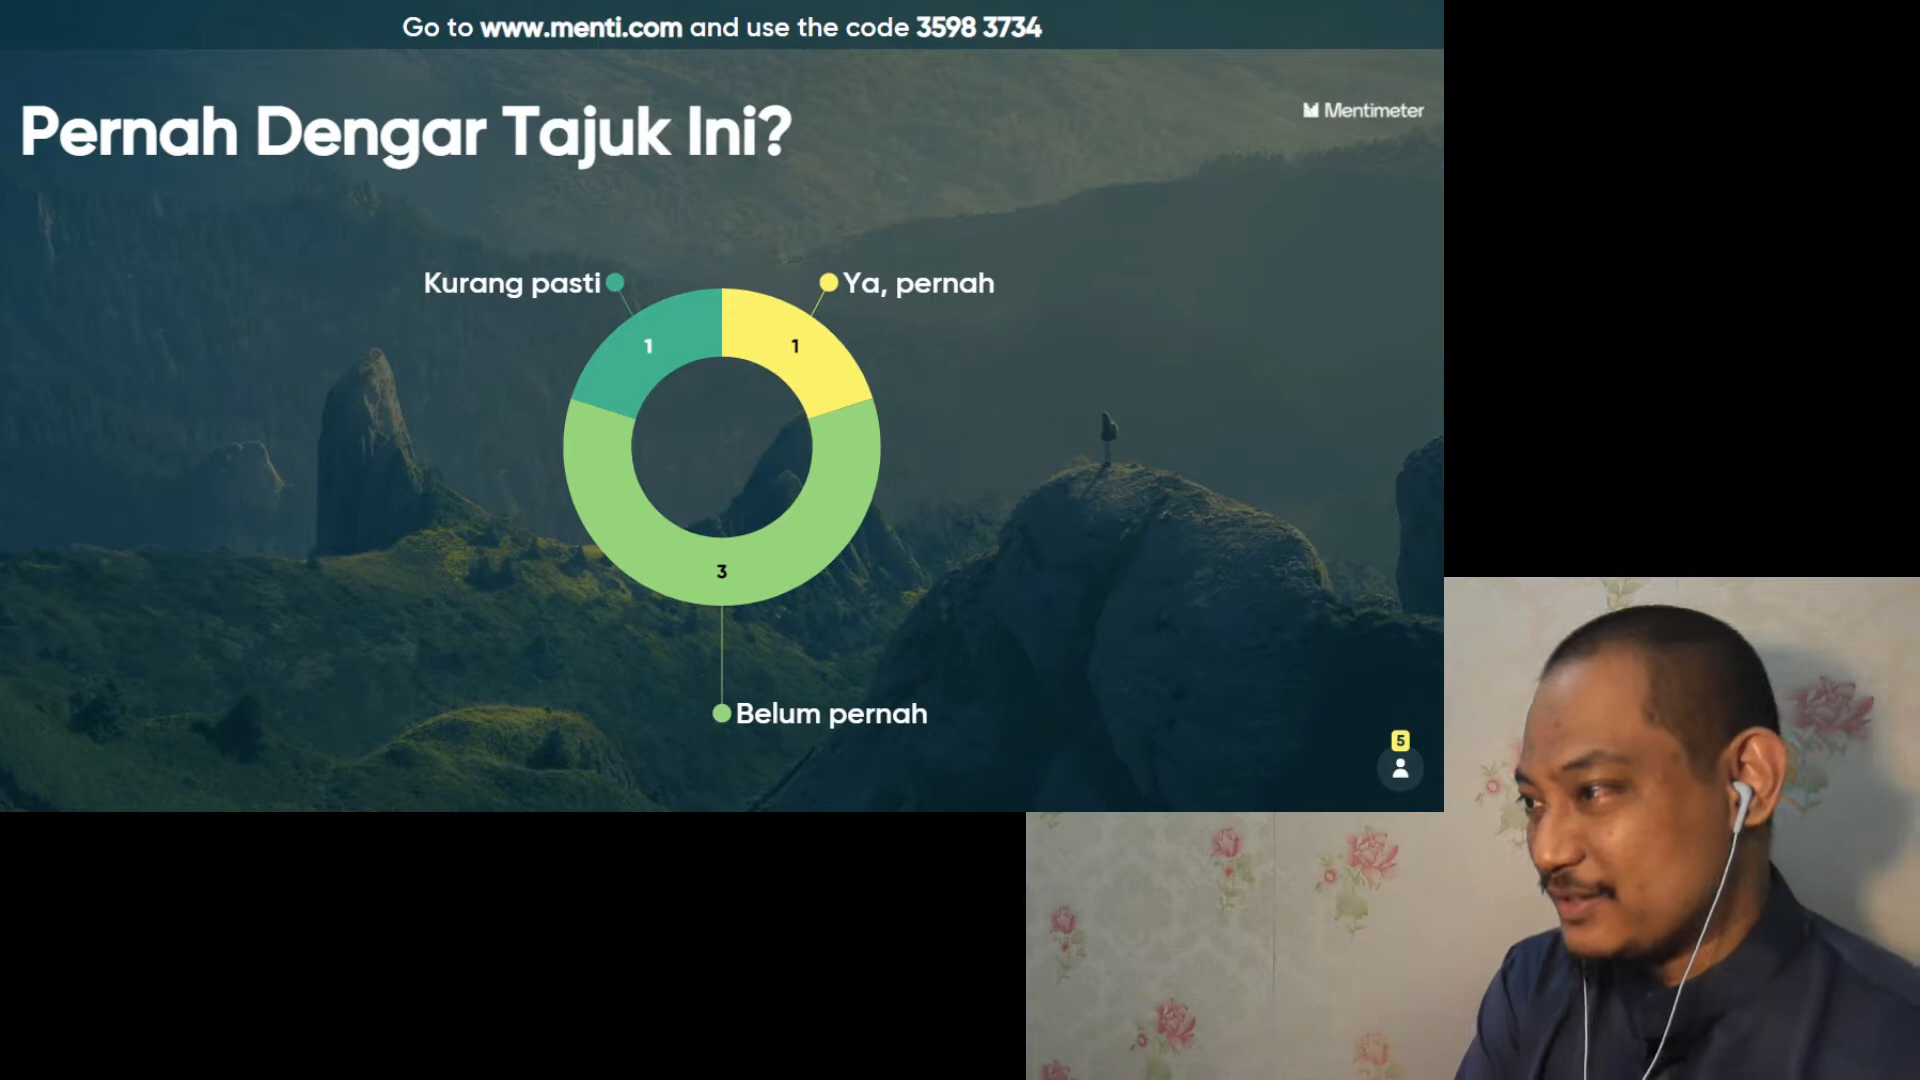 Go to www.menti.com and use the code 3598 3734
Mentimeter
Pernah Dengar Tajuk Ini?
Kurang pasti
Ya, pernah
1
1
3
Belum pernah
5